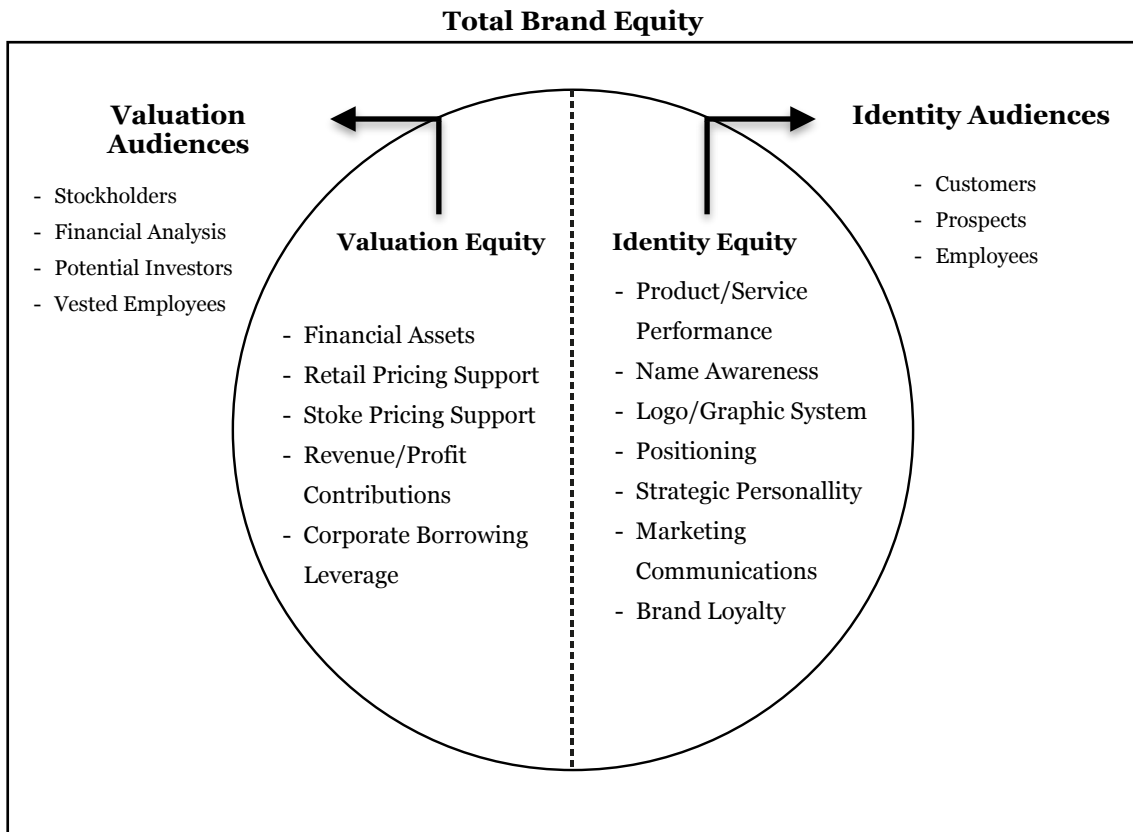 Total Brand Equity
Valuation
Audiences
- Stockholders
- Financial Analysis
- Potential Investors
- Vested Employees
Identity Audiences
- Customers
- Prospects
- Employees
Valuation Equity
- Financial Assets
- Retail Pricing Support
- Stoke Pricing Support
- Revenue/Profit
Contributions
- Corporate Borrowing
Leverage
Identity Equity
- Product/Service
Performance
- Name Awareness
- Logo/Graphic System
- Positioning
- Strategic Personallity
- Marketing
Communications
- Brand Loyalty